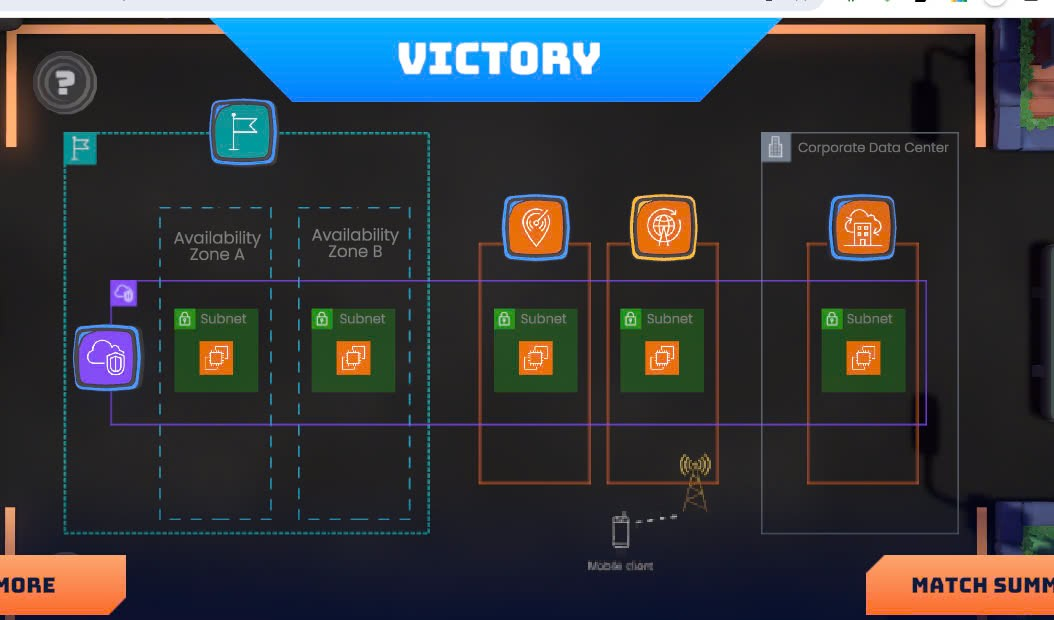 VICTORY
?
Corporate Data Center
Availability
Zone A
Availability
Zone B
Subnet
Subnet
Subnet
Subnet
Subnet
Mobile client
MORE
MATCH SUMM